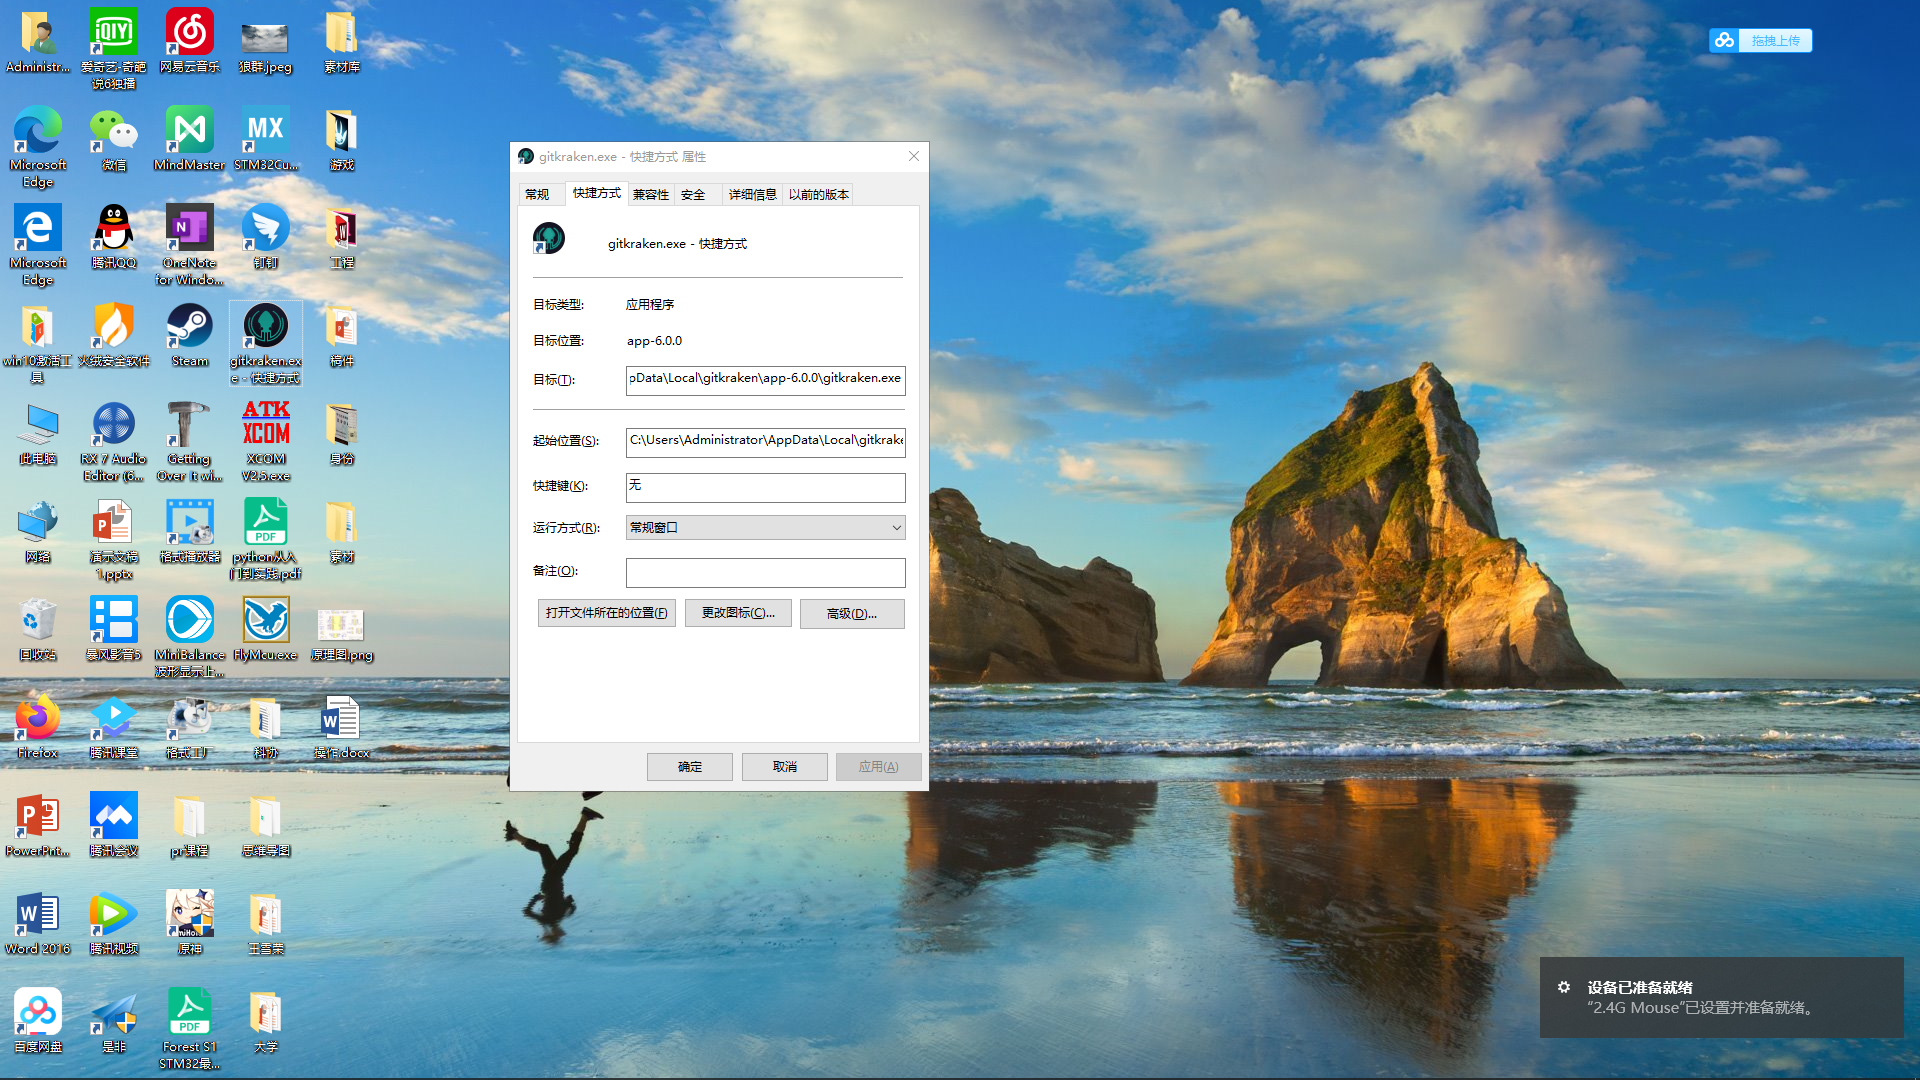 Administr...
爱奇艺-奇葩
说6独播
网易云音乐
狼群.jpeg
素材库
Microsoft
Edge
微信
MindMaster
MX
STM32Cu...
游戏
Microsoft
Edge
腾讯QQ
OneNote
for Windo...
钉钉
工程
win10激活工
具
火绒安全软件
Steam
gitkraken.ex
e - 快捷方式
稿件
此电脑
RX 7 Audio
Editor (6...
Getting
Over It wi...
ATK
XCOM
XCOM
V2.5.exe
身份
网络
演示文稿
1.pptx
格式播放器
PDF
python从入
门到实践.pdf
素材
回收站
暴风影音5
MiniBalance
波形显示上...
FlyMcu.exe
原理图.png
Firefox
腾讯课堂
格式工厂
科协
操作.docx
PowerPnt...
腾讯会议
pr课程
思维导图
Word 2016
腾讯视频
原神
王雪荣
百度网盘
是非
PDF
Forest S1
STM32最...
大学
gitkraken.exe - 快捷方式 属性
常规
快捷方式
兼容性
安全
详细信息
以前的版本
gitkraken.exe - 快捷方式
目标类型:
应用程序
目标位置:
app-6.0.0
目标(T):
pData\Local\gitkraken\app-6.0.0\gitkraken.exe
起始位置(S):
C:\Users\Administrator\AppData\Local\gitkrake
快捷键(K):
无
运行方式(R):
常规窗口
备注(O):
打开文件所在的位置(F)
更改图标(C)...
高级(D)...
确定
取消
应用(A)
拖拽上传
设备已准备就绪
“2.4G Mouse”已设置并准备就绪。